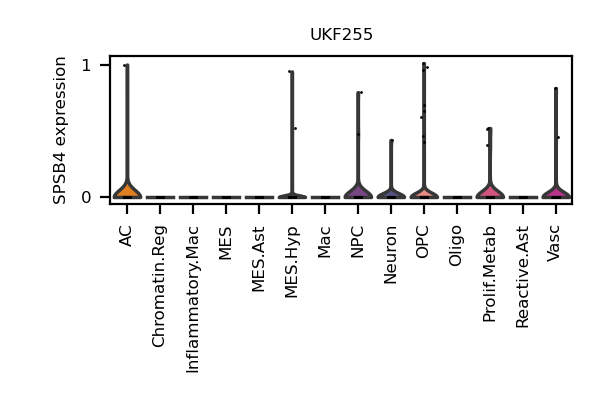 UKF255
SPSB4 expression
1
0
AC
Chromatin.Reg
Inflammatory.Mac
MES
MES.Ast
MES.Hyp
Mac
NPC
Neuron
OPC
Oligo
Prolif.Metab
Reactive.Ast
Vasc